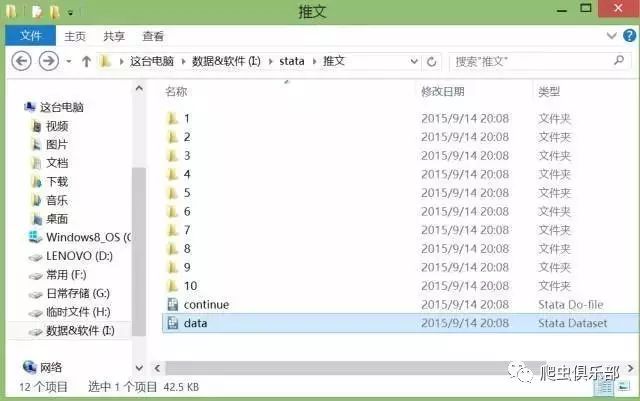 推文
文件 主页 共享 查看
这台电脑 ▸ 数据&软件 (I:) ▸ stata ▸ 推文 搜索"推文"
名称 修改日期 类型
这台电脑
视频
图片
文档
下载
音乐
桌面
Windows8_OS (C
LENOVO (D:)
常用 (F:)
日常存储 (G:)
临时文件 (H:)
数据&软件 (I:)
网络
1 2015/9/14 20:08 文件夹
2 2015/9/14 20:08 文件夹
3 2015/9/14 20:08 文件夹
4 2015/9/14 20:08 文件夹
5 2015/9/14 20:08 文件夹
6 2015/9/14 20:08 文件夹
7 2015/9/14 20:08 文件夹
8 2015/9/14 20:08 文件夹
9 2015/9/14 20:08 文件夹
10 2015/9/14 20:08 文件夹
continue 2015/9/14 20:08 Stata Do-file
data 2015/9/14 20:08 Stata Dataset
12 个项目 选中 1 个项目 42.5 KB
爬虫俱乐部